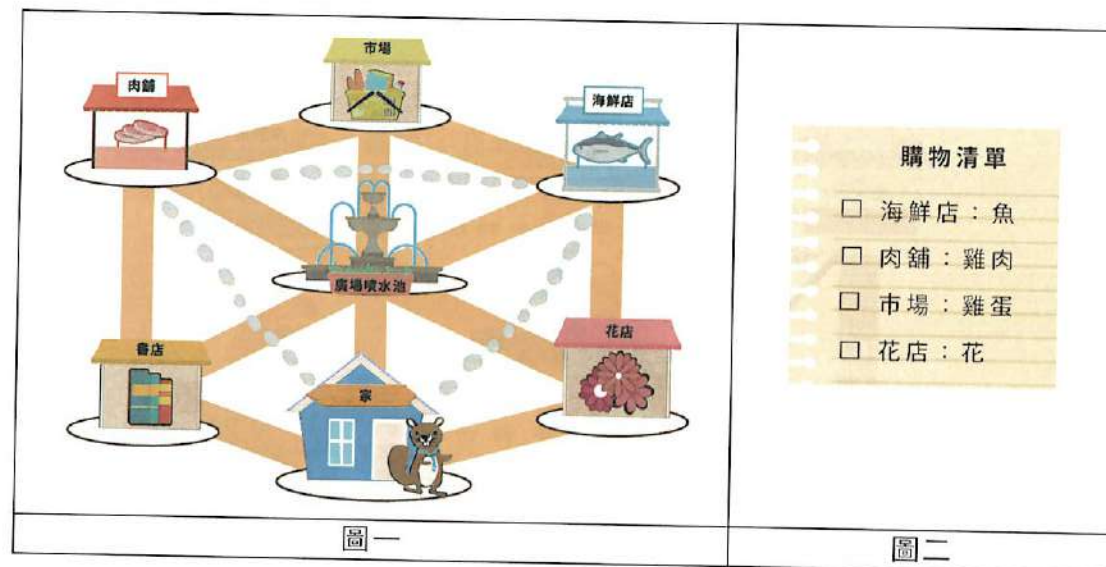 市場
肉舖
海鮮店
廣場噴水池
書店
花店
家
圖一
購物清單
□ 海鮮店：魚
□ 肉舖：雞肉
□ 市場：雞蛋
□ 花店：花
圖二